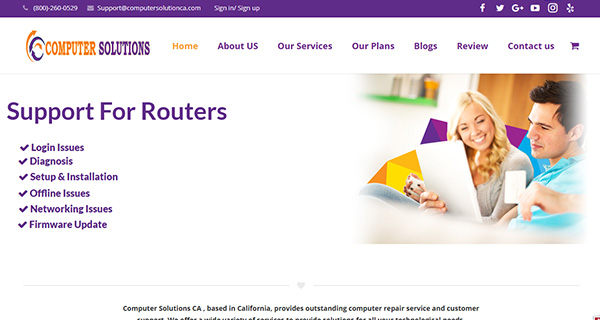 (800)-260-0529 Support@computersolutionca.com Sign in/ Sign up
COMPUTER SOLUTIONS Home About US Our Services Our Plans Blogs Review Contact us
Support For Routers
Login Issues
Diagnosis
Setup & Installation
Offline Issues
Networking Issues
Firmware Update
Computer Solutions CA , based in California, provides outstanding computer repair service and customer
support. We offer a wide variety of services to provide solutions for all your technological needs.